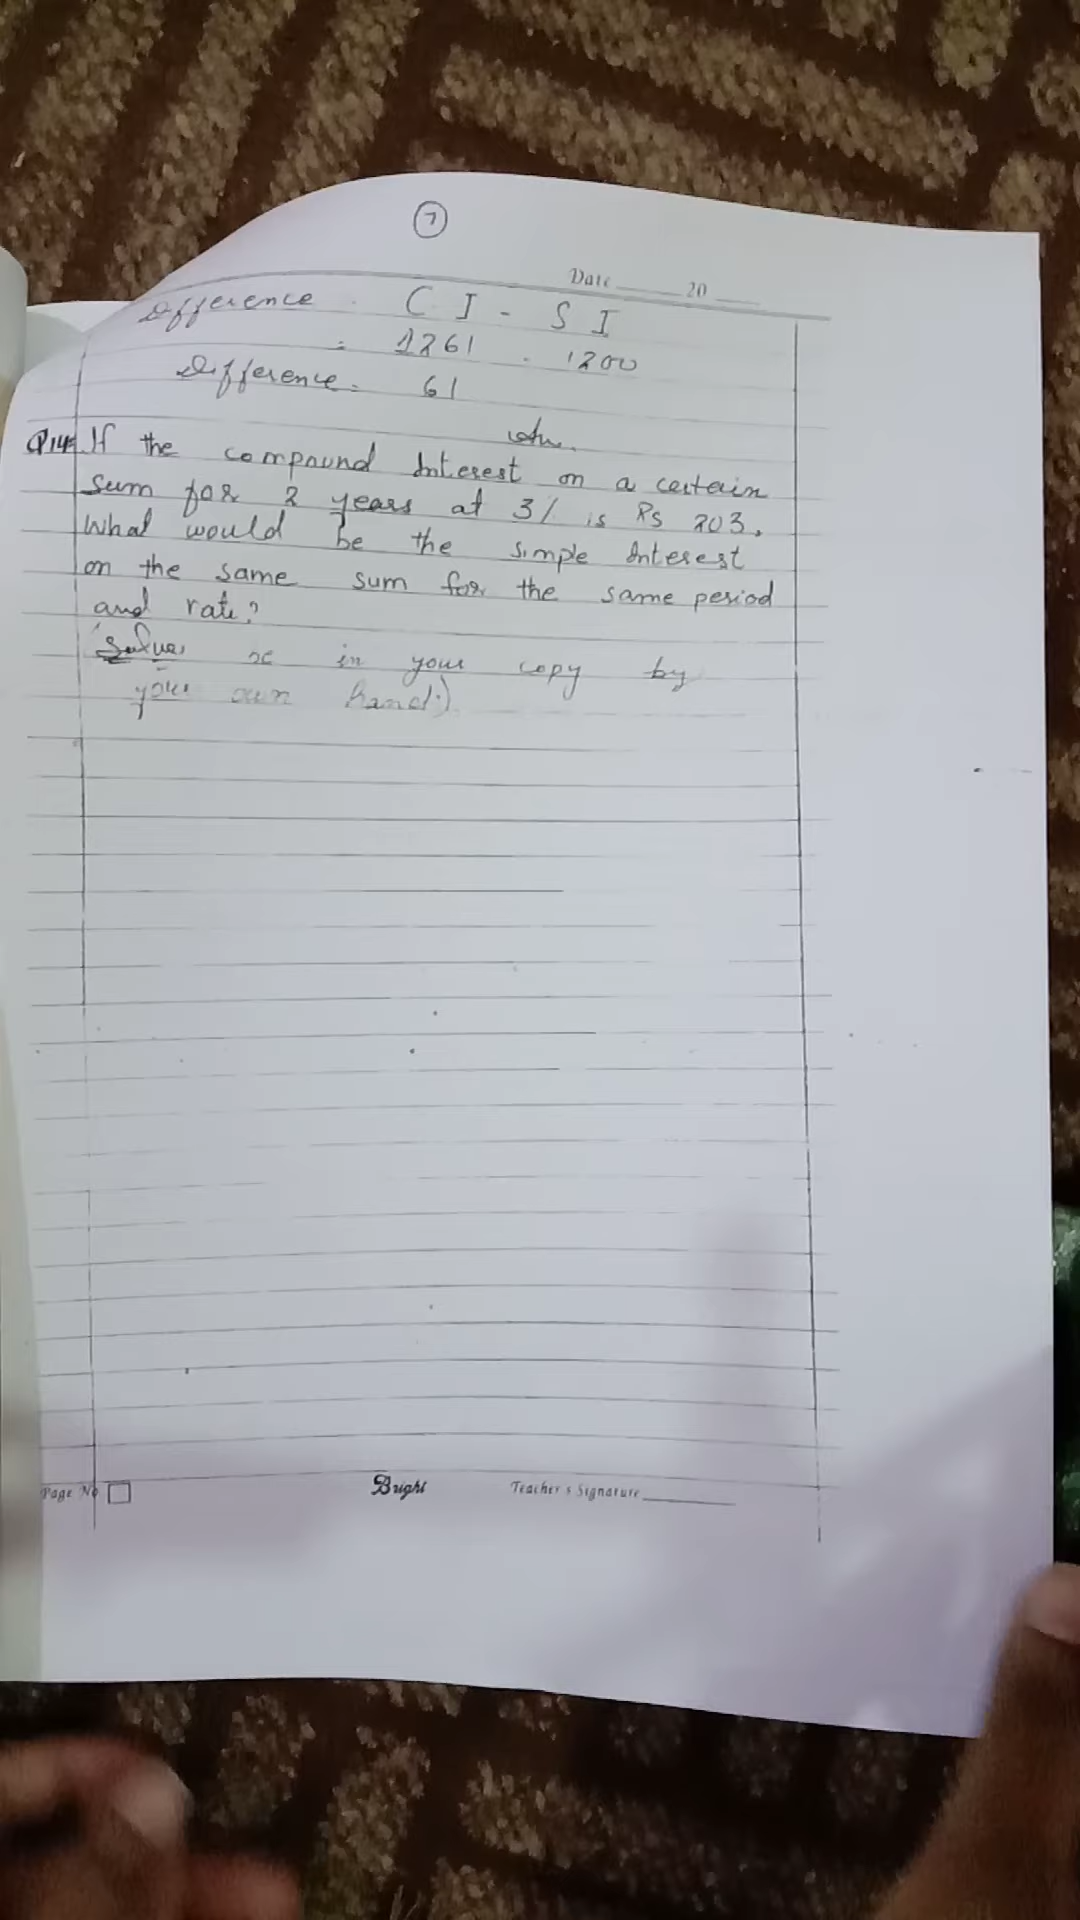 7
Date ____ 20 ___
Difference = C I - S I
= 1261 - 1200
Difference = 61
Ans.
Q14. If the compound Interest on a certain
sum for 2 years at 3% is Rs 203.
What would be the simple Interest
on the same sum for the same period
and rate?
in your copy by
your own hand:)
Page No
Bright
Teacher's Signature